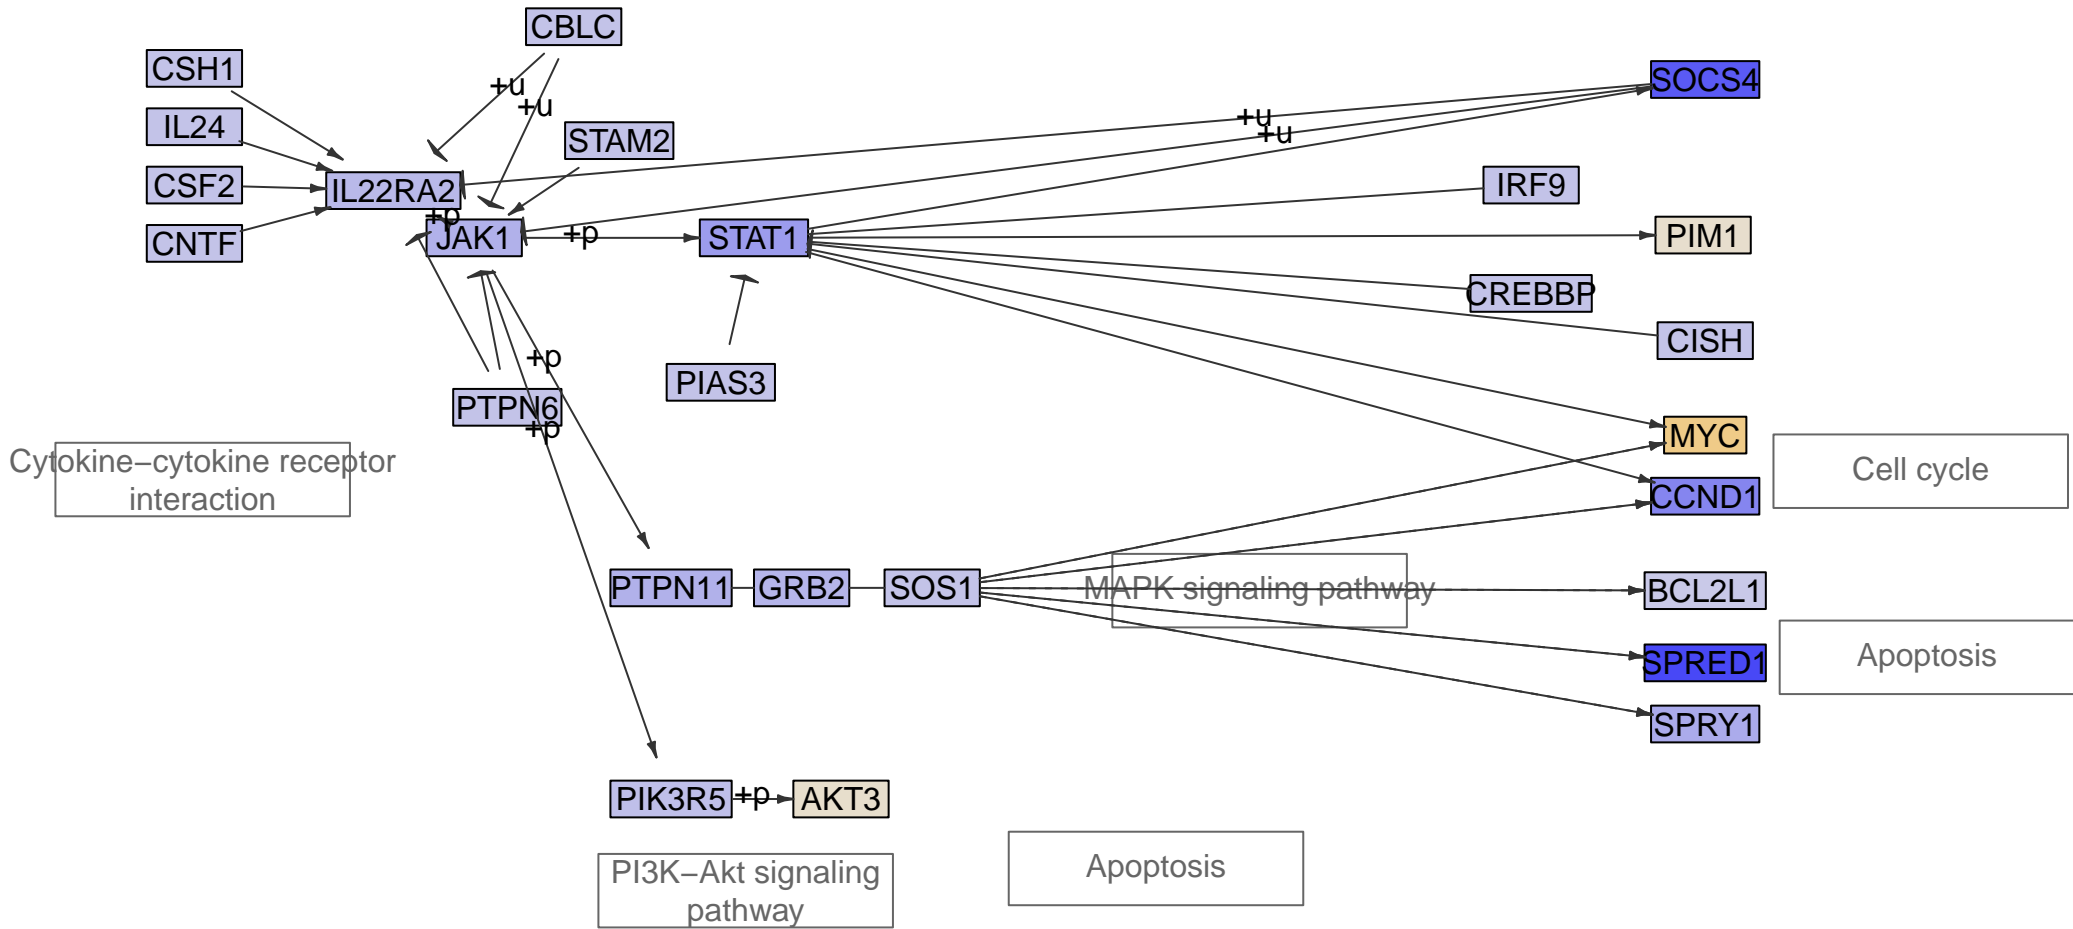 CBLC
CSH1
SOCS4
+u
+u
+u
IL24
+u
STAM2
CSF2
IL22RA2
IRF9
+p
CNTF
JAK1
+p
STAT1
PIM1
CREBBP
CISH
+p
PIAS3
PTPN6
+p
MYC
Cytokine−cytokine receptor
interaction
Cell cycle
CCND1
PTPN11
GRB2
SOS1
MAPK signaling pathway
BCL2L1
SPRED1
Apoptosis
SPRY1
PIK3R5
+p
AKT3
PI3K−Akt signaling
pathway
Apoptosis